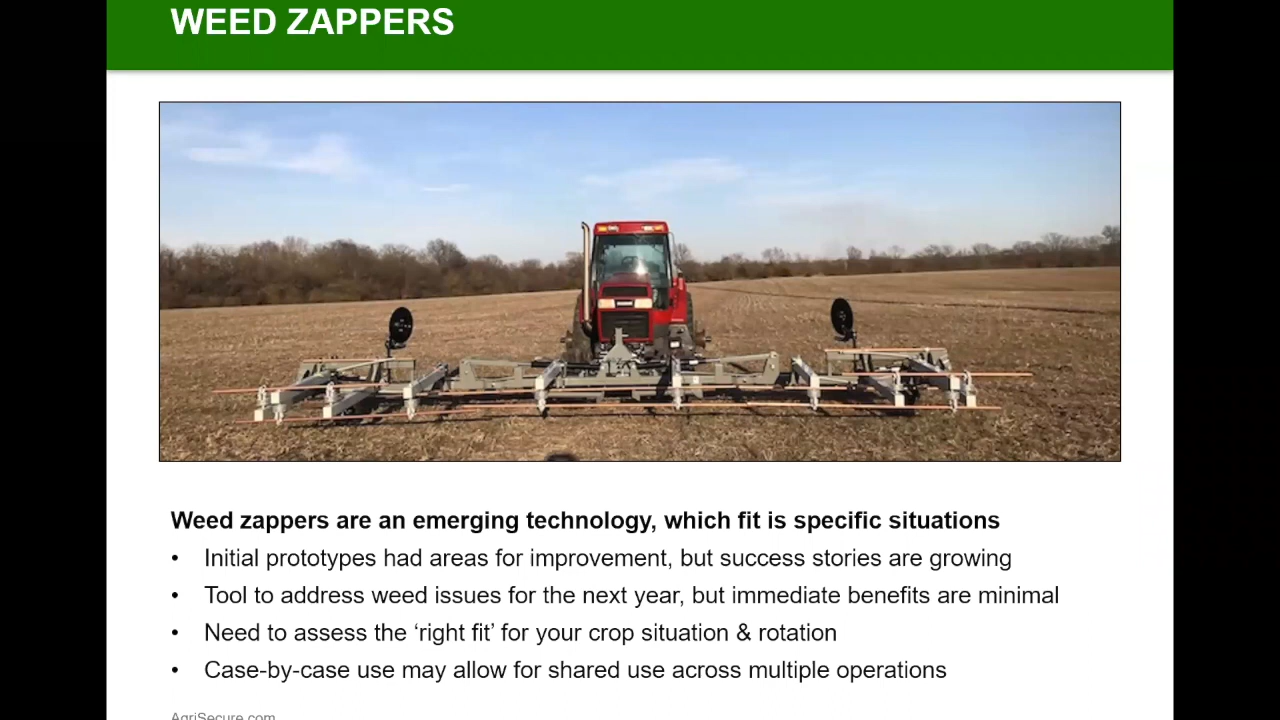 WEED ZAPPERS
Weed zappers are an emerging technology, which fit is specific situations
• Initial prototypes had areas for improvement, but success stories are growing
• Tool to address weed issues for the next year, but immediate benefits are minimal
• Need to assess the ‘right fit’ for your crop situation & rotation
• Case-by-case use may allow for shared use across multiple operations
AgriSecure.com